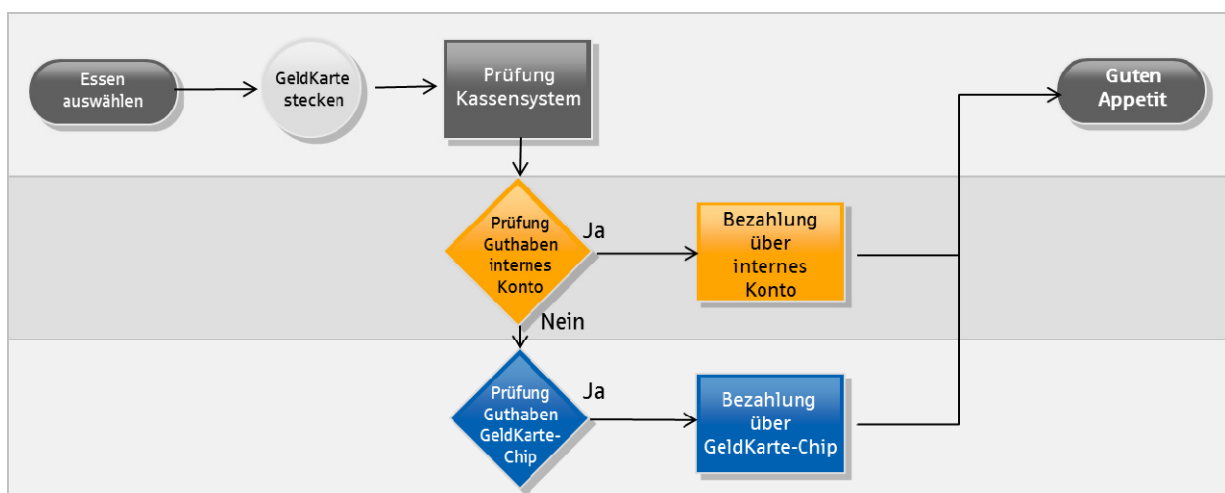 Essen
auswählen
GeldKarte
stecken
Prüfung
Kassensystem
Guten
Appetit
Prüfung
Guthaben
internes
Konto
Ja
Bezahlung
über
internes
Konto
Nein
Prüfung
Guthaben
GeldKarte-
Chip
Ja
Bezahlung
über
GeldKarte-Chip